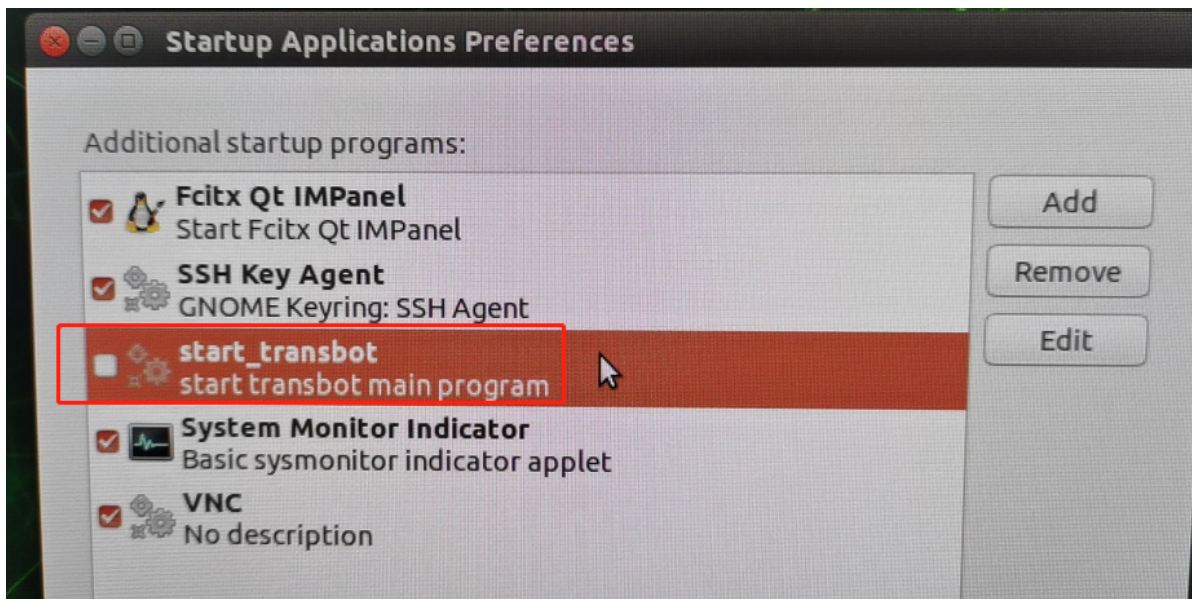 Startup Applications Preferences
Additional startup programs:
Fcitx Qt IMPanel
Start Fcitx Qt IMPanel
Add
SSH Key Agent
GNOME Keyring: SSH Agent
Remove
start_transbot
start transbot main program
Edit
System Monitor Indicator
Basic sysmonitor indicator applet
VNC
No description